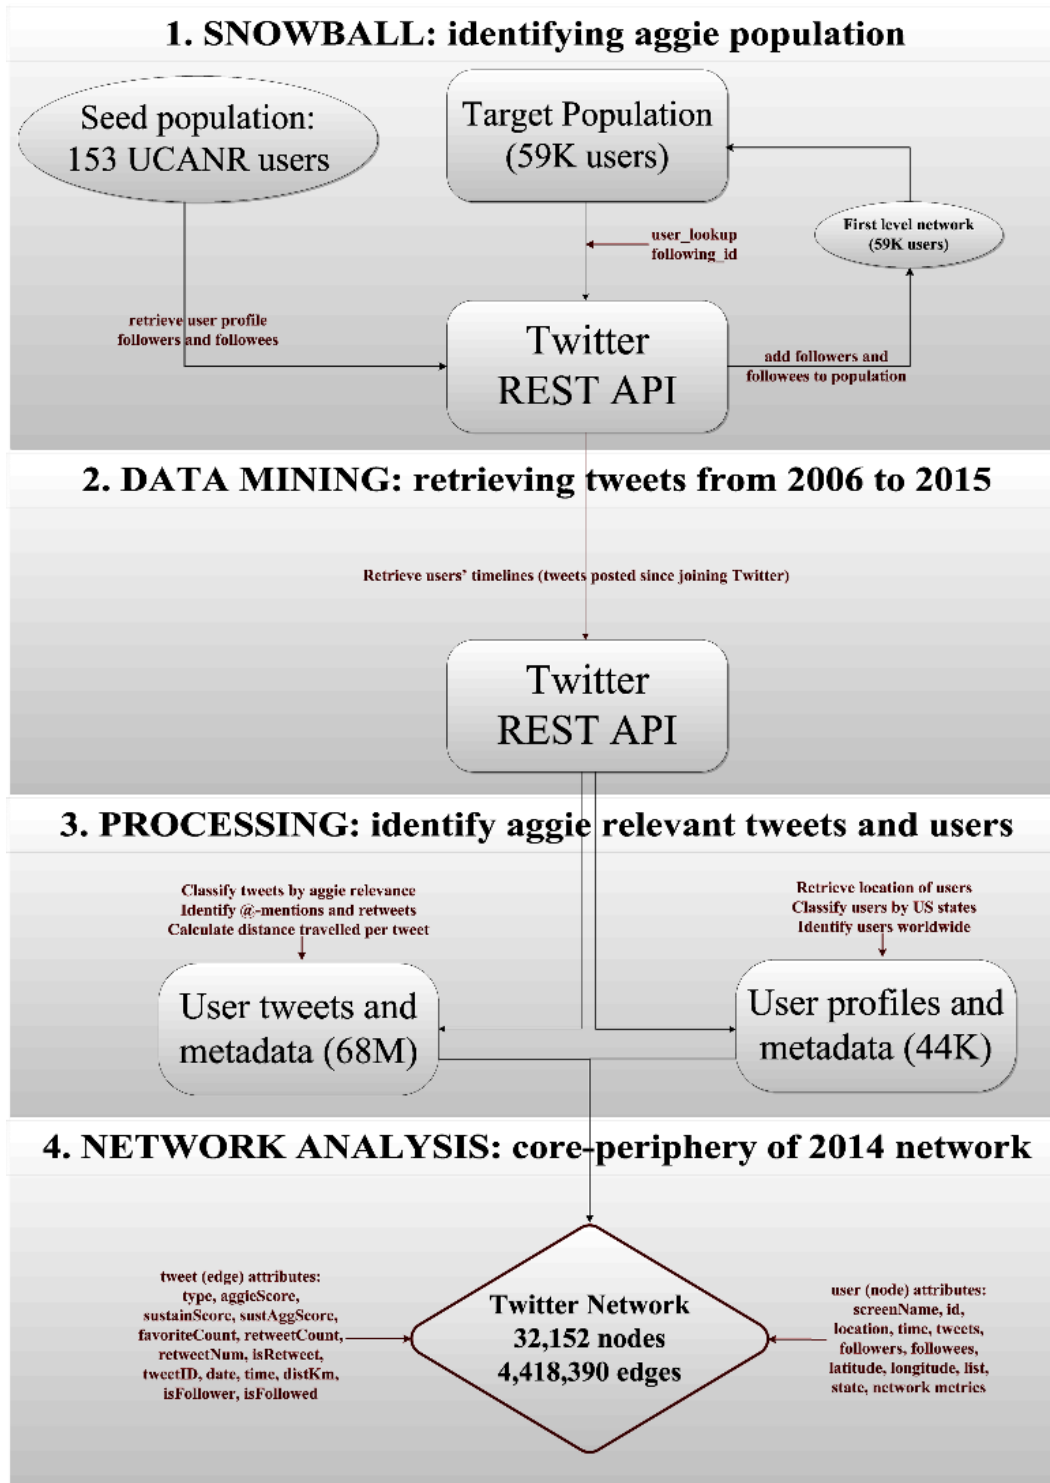 1. SNOWBALL: identifying aggie population
Seed population:
153 UCANR users
Target Population
(59K users)
First level network
(59K users)
user_lookup
following_id
retrieve user profile
followers and followees
Twitter
REST API
add followers and
followees to population
2. DATA MINING: retrieving tweets from 2006 to 2015
Retrieve users' timelines (tweets posted since joining Twitter)
Twitter
REST API
3. PROCESSING: identify aggie relevant tweets and users
Classify tweets by aggie relevance
Identify @-mentions and retweets
Calculate distance travelled per tweet
Retrieve location of users
Classify users by US states
Identify users worldwide
User tweets and
metadata (68M)
User profiles and
metadata (44K)
4. NETWORK ANALYSIS: core-periphery of 2014 network
tweet (edge) attributes:
type, aggieScore,
sustainScore, sustAggScore,
favoriteCount, retweetCount,
retweetNum, isRetweet,
tweetID, date, time, distKm,
isFollower, isFollowed
Twitter Network
32,152 nodes
4,418,390 edges
user (node) attributes:
screenName, id,
location, time, tweets,
followers, followees,
latitude, longitude, list,
state, network metrics